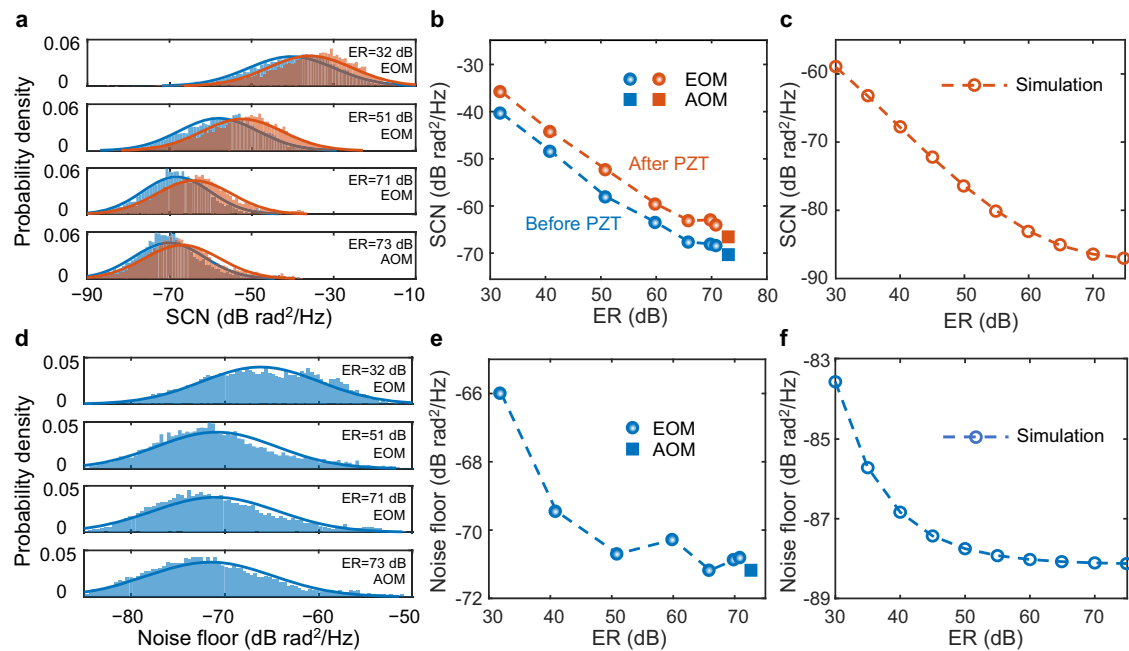 a
Probability density
0.06
0
ER=32 dB
EOM
0.06
0
ER=51 dB
EOM
0.06
0
ER=71 dB
EOM
0.06
0
ER=73 dB
AOM
−90 −70 −50 −30 −10
SCN (dB rad²/Hz)
b
SCN (dB rad²/Hz)
-30
-40
-50
-60
-70
EOM
AOM
After PZT
Before PZT
30 40 50 60 70 80
ER (dB)
c
SCN (dB rad²/Hz)
-60
-70
-80
-90
Simulation
30 40 50 60 70
ER (dB)
d
Probability density
0.05
0
ER=32 dB
EOM
0.05
0
ER=51 dB
EOM
0.05
0
ER=71 dB
EOM
0.05
0
ER=73 dB
AOM
−80 −70 −60 −50
Noise floor (dB rad²/Hz)
e
Noise floor (dB rad²/Hz)
-66
-68
-70
-72
EOM
AOM
30 40 50 60 70
ER (dB)
f
Noise floor (dB rad²/Hz)
-83
-85
-87
-89
Simulation
30 40 50 60 70
ER (dB)